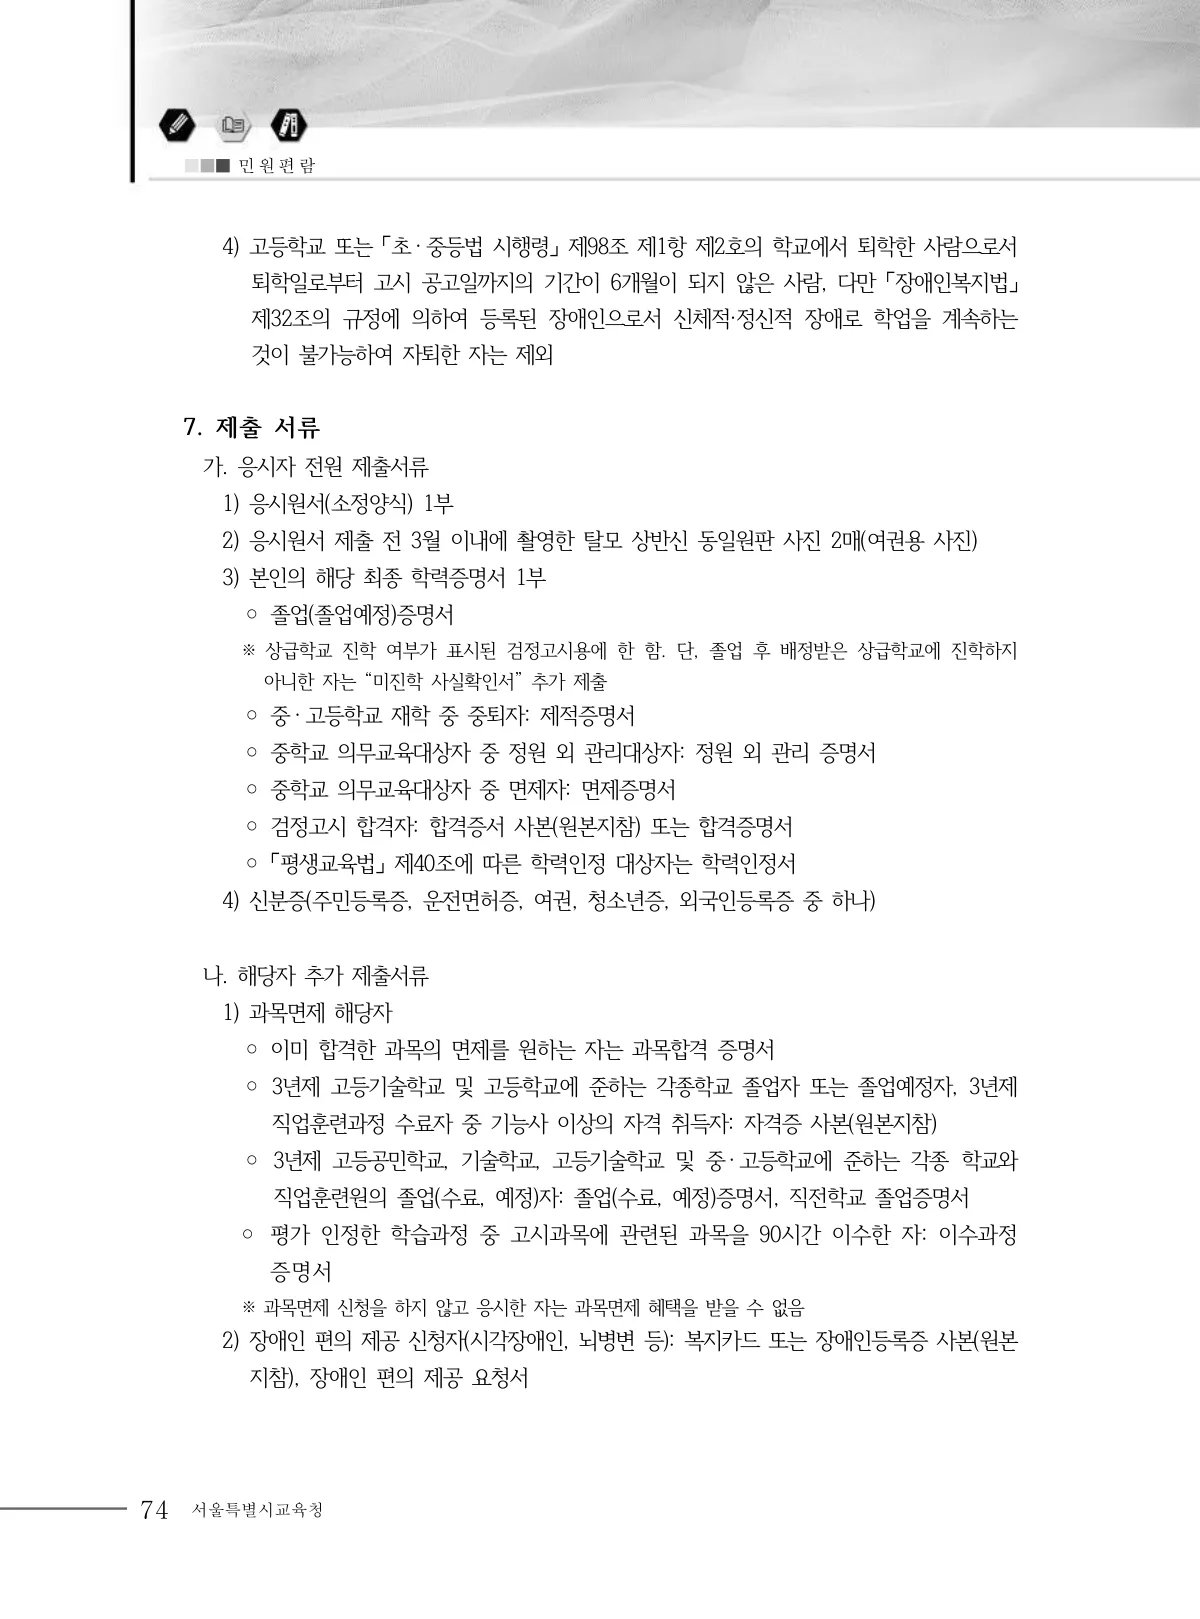 민원편람
4) 고등학교 또는 「초·중등법 시행령」 제98조 제1항 제2호의 학교에서 퇴학한 사람으로서
퇴학일로부터 고시 공고일까지의 기간이 6개월이 되지 않은 사람, 다만 「장애인복지법」
제32조의 규정에 의하여 등록된 장애인으로서 신체적·정신적 장애로 학업을 계속하는
것이 불가능하여 자퇴한 자는 제외
7. 제출 서류
가. 응시자 전원 제출서류
1) 응시원서(소정양식) 1부
2) 응시원서 제출 전 3월 이내에 촬영한 탈모 상반신 동일원판 사진 2매(여권용 사진)
3) 본인의 해당 최종 학력증명서 1부
○ 졸업(졸업예정)증명서
※ 상급학교 진학 여부가 표시된 검정고시용에 한 함. 단, 졸업 후 배정받은 상급학교에 진학하지
아니한 자는 “미진학 사실확인서” 추가 제출
○ 중·고등학교 재학 중 중퇴자: 제적증명서
○ 중학교 의무교육대상자 중 정원 외 관리대상자: 정원 외 관리 증명서
○ 중학교 의무교육대상자 중 면제자: 면제증명서
○ 검정고시 합격자: 합격증서 사본(원본지참) 또는 합격증명서
○ 「평생교육법」 제40조에 따른 학력인정 대상자는 학력인정서
4) 신분증(주민등록증, 운전면허증, 여권, 청소년증, 외국인등록증 중 하나)
나. 해당자 추가 제출서류
1) 과목면제 해당자
○ 이미 합격한 과목의 면제를 원하는 자는 과목합격 증명서
○ 3년제 고등기술학교 및 고등학교에 준하는 각종학교 졸업자 또는 졸업예정자, 3년제
직업훈련과정 수료자 중 기능사 이상의 자격 취득자: 자격증 사본(원본지참)
○ 3년제 고등공민학교, 기술학교, 고등기술학교 및 중·고등학교에 준하는 각종 학교와
직업훈련원의 졸업(수료, 예정)자: 졸업(수료, 예정)증명서, 직전학교 졸업증명서
○ 평가 인정한 학습과정 중 고시과목에 관련된 과목을 90시간 이수한 자: 이수과정
증명서
※ 과목면제 신청을 하지 않고 응시한 자는 과목면제 혜택을 받을 수 없음
2) 장애인 편의 제공 신청자(시각장애인, 뇌병변 등): 복지카드 또는 장애인등록증 사본(원본
지참), 장애인 편의 제공 요청서
74 서울특별시교육청